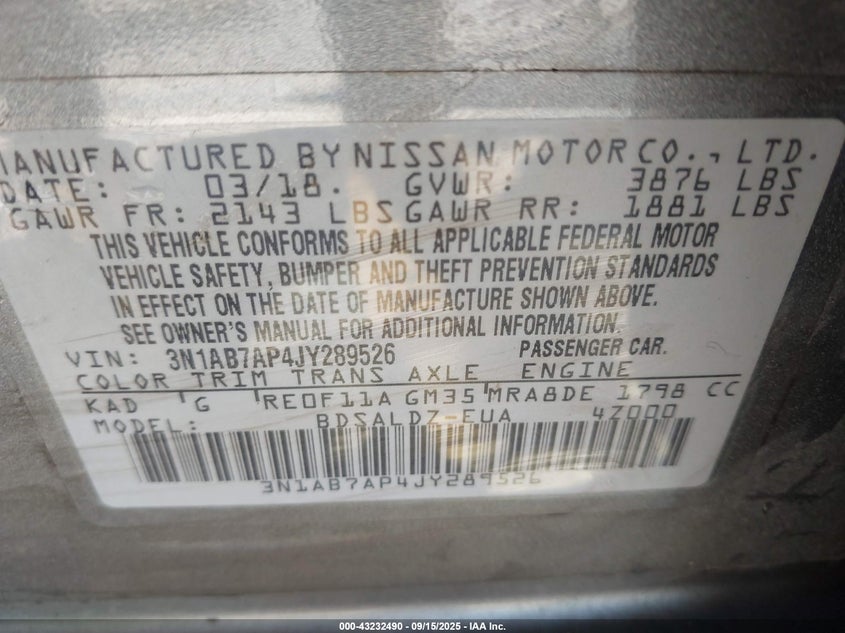 MANUFACTURED BY NISSAN MOTOR CO., LTD.
DATE: 03/18. GVWR: 3876 LBS
GAWR FR: 2143 LBS GAWR RR: 1881 LBS
THIS VEHICLE CONFORMS TO ALL APPLICABLE FEDERAL MOTOR
VEHICLE SAFETY, BUMPER AND THEFT PREVENTION STANDARDS
IN EFFECT ON THE DATE OF MANUFACTURE SHOWN ABOVE.
SEE OWNER'S MANUAL FOR ADDITIONAL INFORMATION.
VIN: 3N1AB7AP4JY289526 PASSENGER CAR.
COLOR TRIM TRANS AXLE ENGINE
KAD 'G 'RE0F11A GM35 'MRA8DE 1798 CC
MODEL: BDSALDZ-EUA 4Z000
3N1AB7AP4JY289526
000-43232490 - 09/15/2025 - IAA Inc.